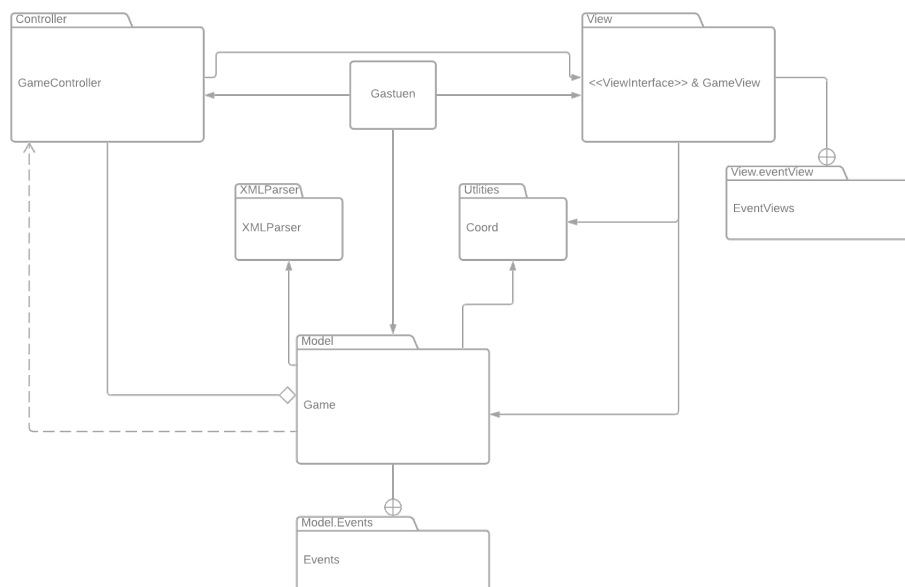 Controller
GameController
Gastuen
View
<<ViewInterface>> & GameView
View.eventView
EventViews
XMLParser
XMLParser
Utlities
Coord
Model
Game
Model.Events
Events